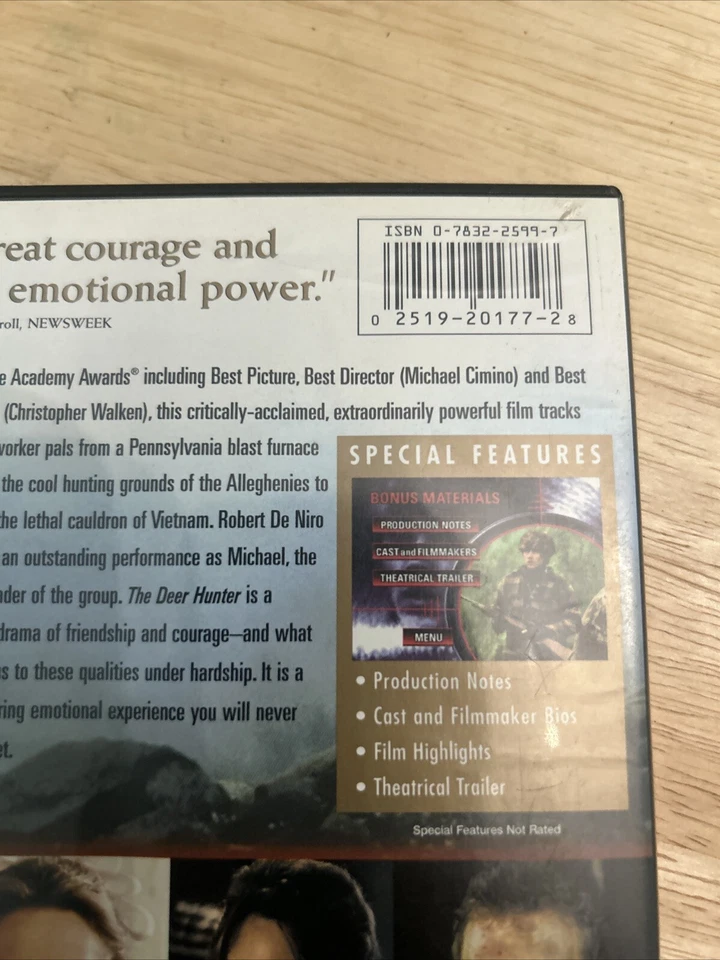 reat courage and
emotional power."
roll, NEWSWEEK
ISBN 0-7832-2599-7
0 2519-20177-2 8
e Academy Awards® including Best Picture, Best Director (Michael Cimino) and Best
(Christopher Walken), this critically-acclaimed, extraordinarily powerful film tracks
vorker pals from a Pennsylvania blast furnace
the cool hunting grounds of the Alleghenies to
he lethal cauldron of Vietnam. Robert De Niro
an outstanding performance as Michael, the
der of the group. The Deer Hunter is a
drama of friendship and courage—and what
s to these qualities under hardship. It is a
ring emotional experience you will never
et.
SPECIAL FEATURES
BONUS MATERIALS
PRODUCTION NOTES
CAST and FILMMAKERS
THEATRICAL TRAILER
MENU
• Production Notes
• Cast and Filmmaker Bios
• Film Highlights
• Theatrical Trailer
Special Features Not Rated